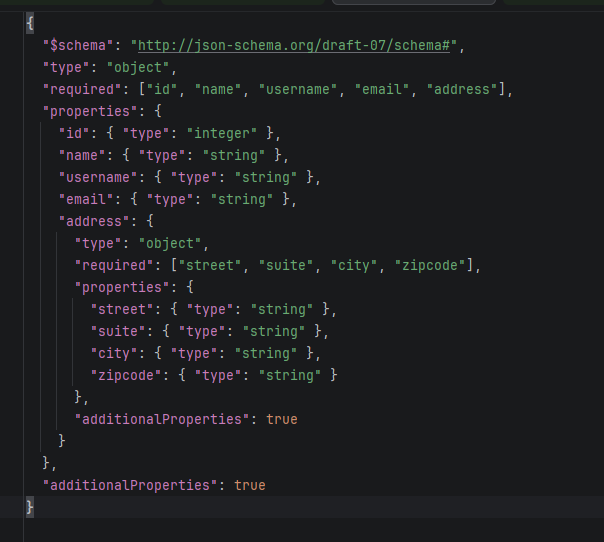 {
  "$schema": "http://json-schema.org/draft-07/schema#",
  "type": "object",
  "required": ["id", "name", "username", "email", "address"],
  "properties": {
    "id": { "type": "integer" },
    "name": { "type": "string" },
    "username": { "type": "string" },
    "email": { "type": "string" },
    "address": {
      "type": "object",
      "required": ["street", "suite", "city", "zipcode"],
      "properties": {
        "street": { "type": "string" },
        "suite": { "type": "string" },
        "city": { "type": "string" },
        "zipcode": { "type": "string" }
      },
      "additionalProperties": true
    }
  },
  "additionalProperties": true
}